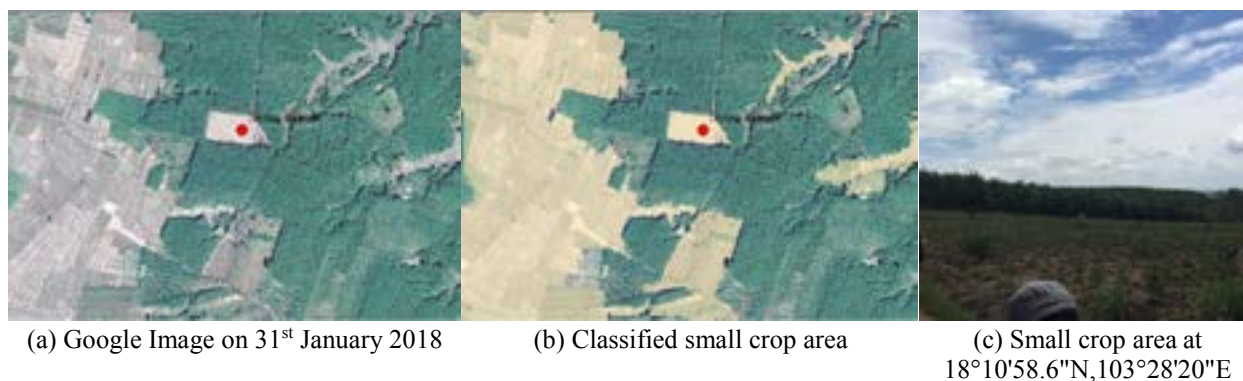 (a) Google Image on 31st January 2018
(b) Classified small crop area
(c) Small crop area at
18°10'58.6"N,103°28'20"E